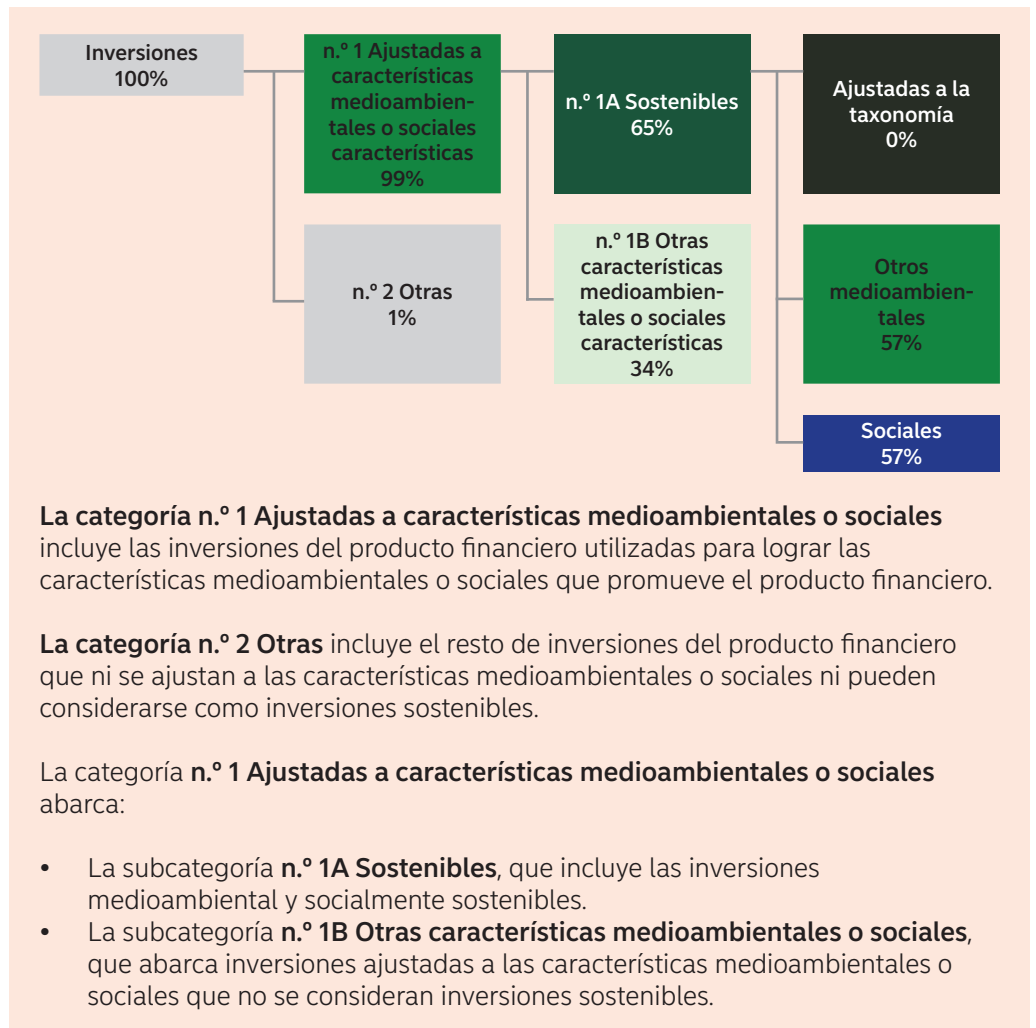 Inversiones
100%
n.º 1 Ajustadas a
características
medioambien-
tales o sociales
características
99%
n.º 1A Sostenibles
65%
Ajustadas a la
taxonomía
0%
n.º 2 Otras
1%
n.º 1B Otras
características
medioambien-
tales o sociales
características
34%
Otros
medioambien-
tales
57%
Sociales
57%
La categoría n.º 1 Ajustadas a características medioambientales o sociales
incluye las inversiones del producto financiero utilizadas para lograr las
características medioambientales o sociales que promueve el producto financiero.
La categoría n.º 2 Otras incluye el resto de inversiones del producto financiero
que ni se ajustan a las características medioambientales o sociales ni pueden
considerarse como inversiones sostenibles.
La categoría n.º 1 Ajustadas a características medioambientales o sociales
abarca:
• La subcategoría n.º 1A Sostenibles, que incluye las inversiones
medioambiental y socialmente sostenibles.
• La subcategoría n.º 1B Otras características medioambientales o sociales,
que abarca inversiones ajustadas a las características medioambientales o
sociales que no se consideran inversiones sostenibles.